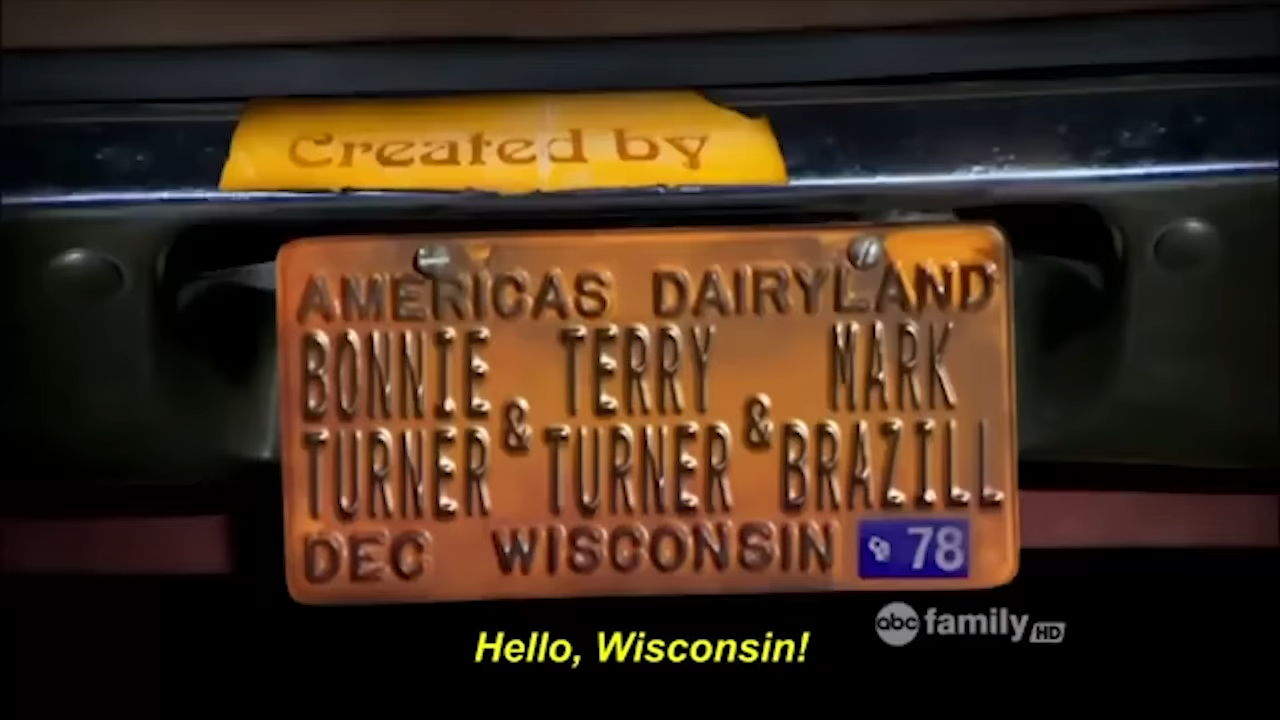 Created by
AMERICAS DAIRYLAND
BONNIE TERRY MARK
& &
TURNER TURNER BRAZILL
DEC WISCONSIN 78
Hello, Wisconsin!
abc family HD